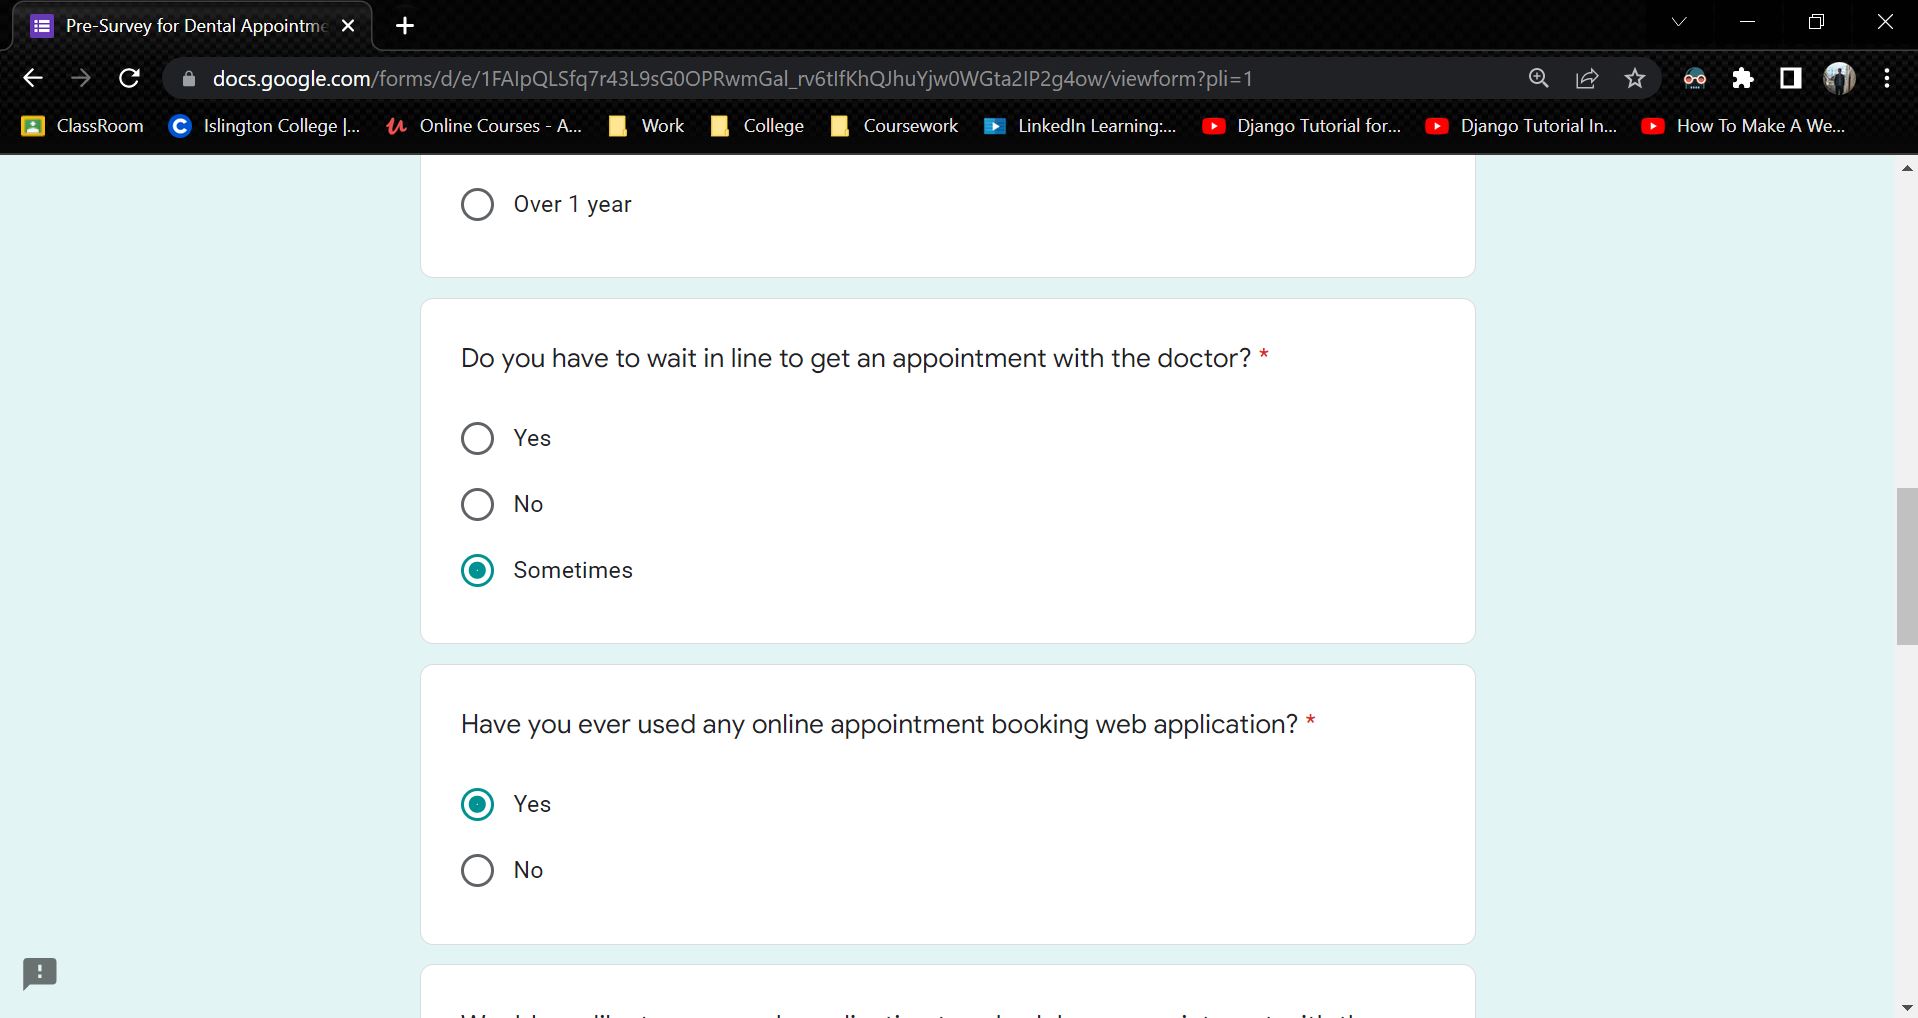 Pre-Survey for Dental Appointme
docs.google.com/forms/d/e/1FAIpQLSfq7r43L9sG0OPRwmGal_rv6tIfKhQJhuYjw0WGta2IP2g4ow/viewform?pli=1
ClassRoom Islington College |... Online Courses - A... Work College Coursework LinkedIn Learning:... Django Tutorial for... Django Tutorial In... How To Make A We...
Over 1 year
Do you have to wait in line to get an appointment with the doctor? *
Yes
No
Sometimes
Have you ever used any online appointment booking web application? *
Yes
No